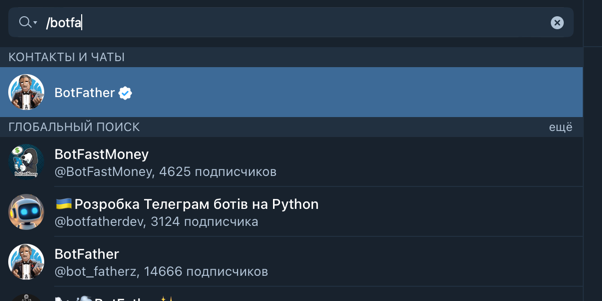 /botfa
КОНТАКТЫ И ЧАТЫ
BotFather
ГЛОБАЛЬНЫЙ ПОИСК
ещё
BotFastMoney
@BotFastMoney, 4625 подписчиков
🇺🇦Розробка Телеграм ботів на Python
@botfatherdev, 3124 подписчика
BotFather
@bot_fatherz, 14666 подписчиков